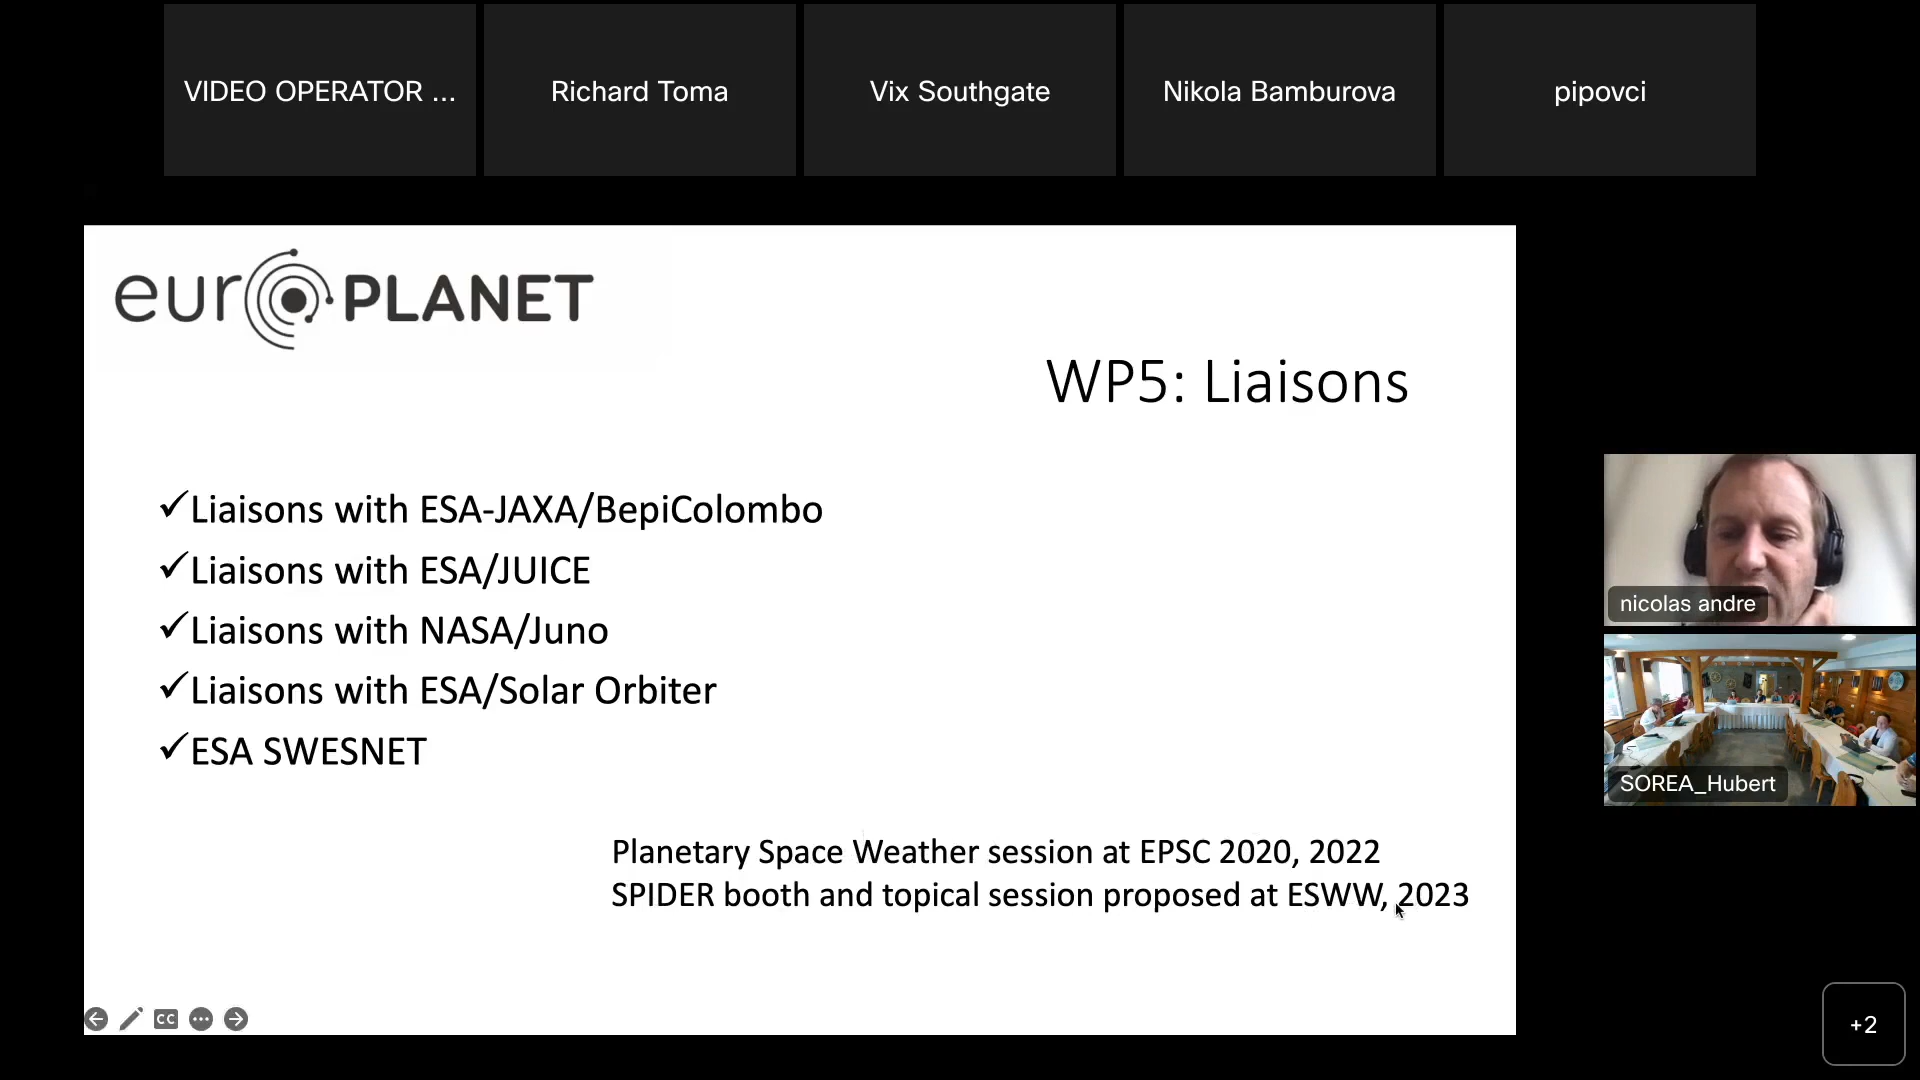 VIDEO OPERATOR ...
Richard Toma
Vix Southgate
Nikola Bamburova
pipovci
eurOPLANET
WP5: Liaisons
✓Liaisons with ESA-JAXA/BepiColombo
✓Liaisons with ESA/JUICE
✓Liaisons with NASA/Juno
✓Liaisons with ESA/Solar Orbiter
✓ESA SWESNET
Planetary Space Weather session at EPSC 2020, 2022
SPIDER booth and topical session proposed at ESWW, 2023
nicolas andre
SOREA_Hubert
CC
+2